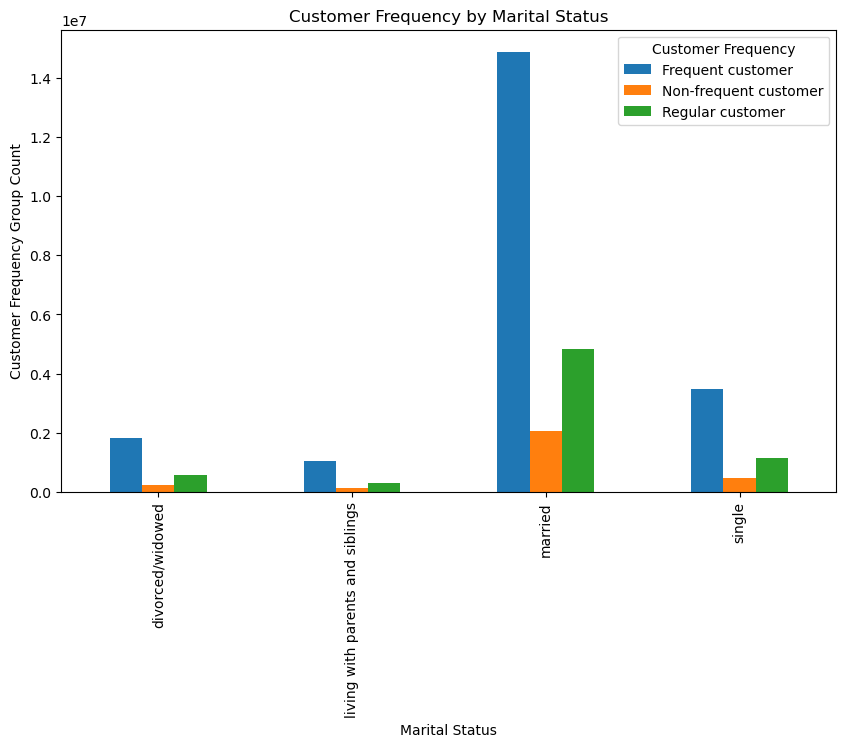 Customer Frequency by Marital Status
1e7
Customer Frequency
Frequent customer
Non-frequent customer
Regular customer
1.4
1.2
1.0
0.8
0.6
0.4
0.2
0.0
Customer Frequency Group Count
divorced/widowed
living with parents and siblings
married
single
Marital Status